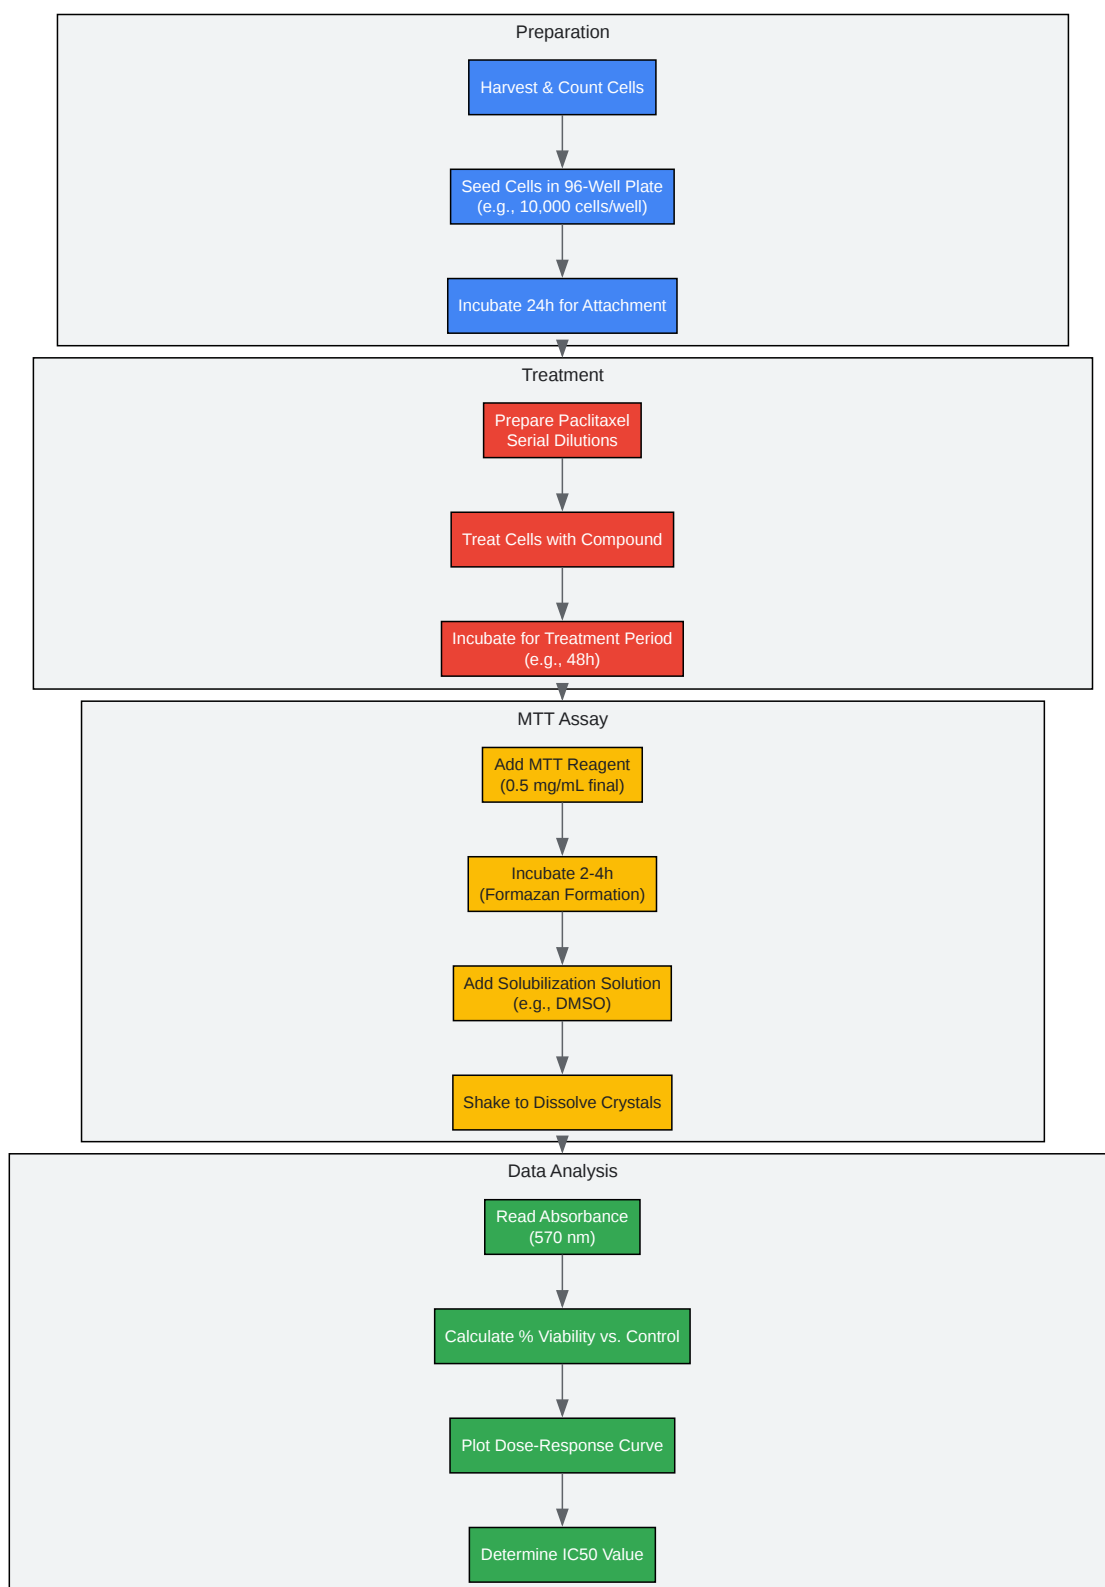 Preparation
Harvest & Count Cells
Seed Cells in 96-Well Plate
(e.g., 10,000 cells/well)
Incubate 24h for Attachment
Treatment
Prepare Paclitaxel
Serial Dilutions
Treat Cells with Compound
Incubate for Treatment Period
(e.g., 48h)
MTT Assay
Add MTT Reagent
(0.5 mg/mL final)
Incubate 2-4h
(Formazan Formation)
Add Solubilization Solution
(e.g., DMSO)
Shake to Dissolve Crystals
Data Analysis
Read Absorbance
(570 nm)
Calculate % Viability vs. Control
Plot Dose-Response Curve
Determine IC50 Value